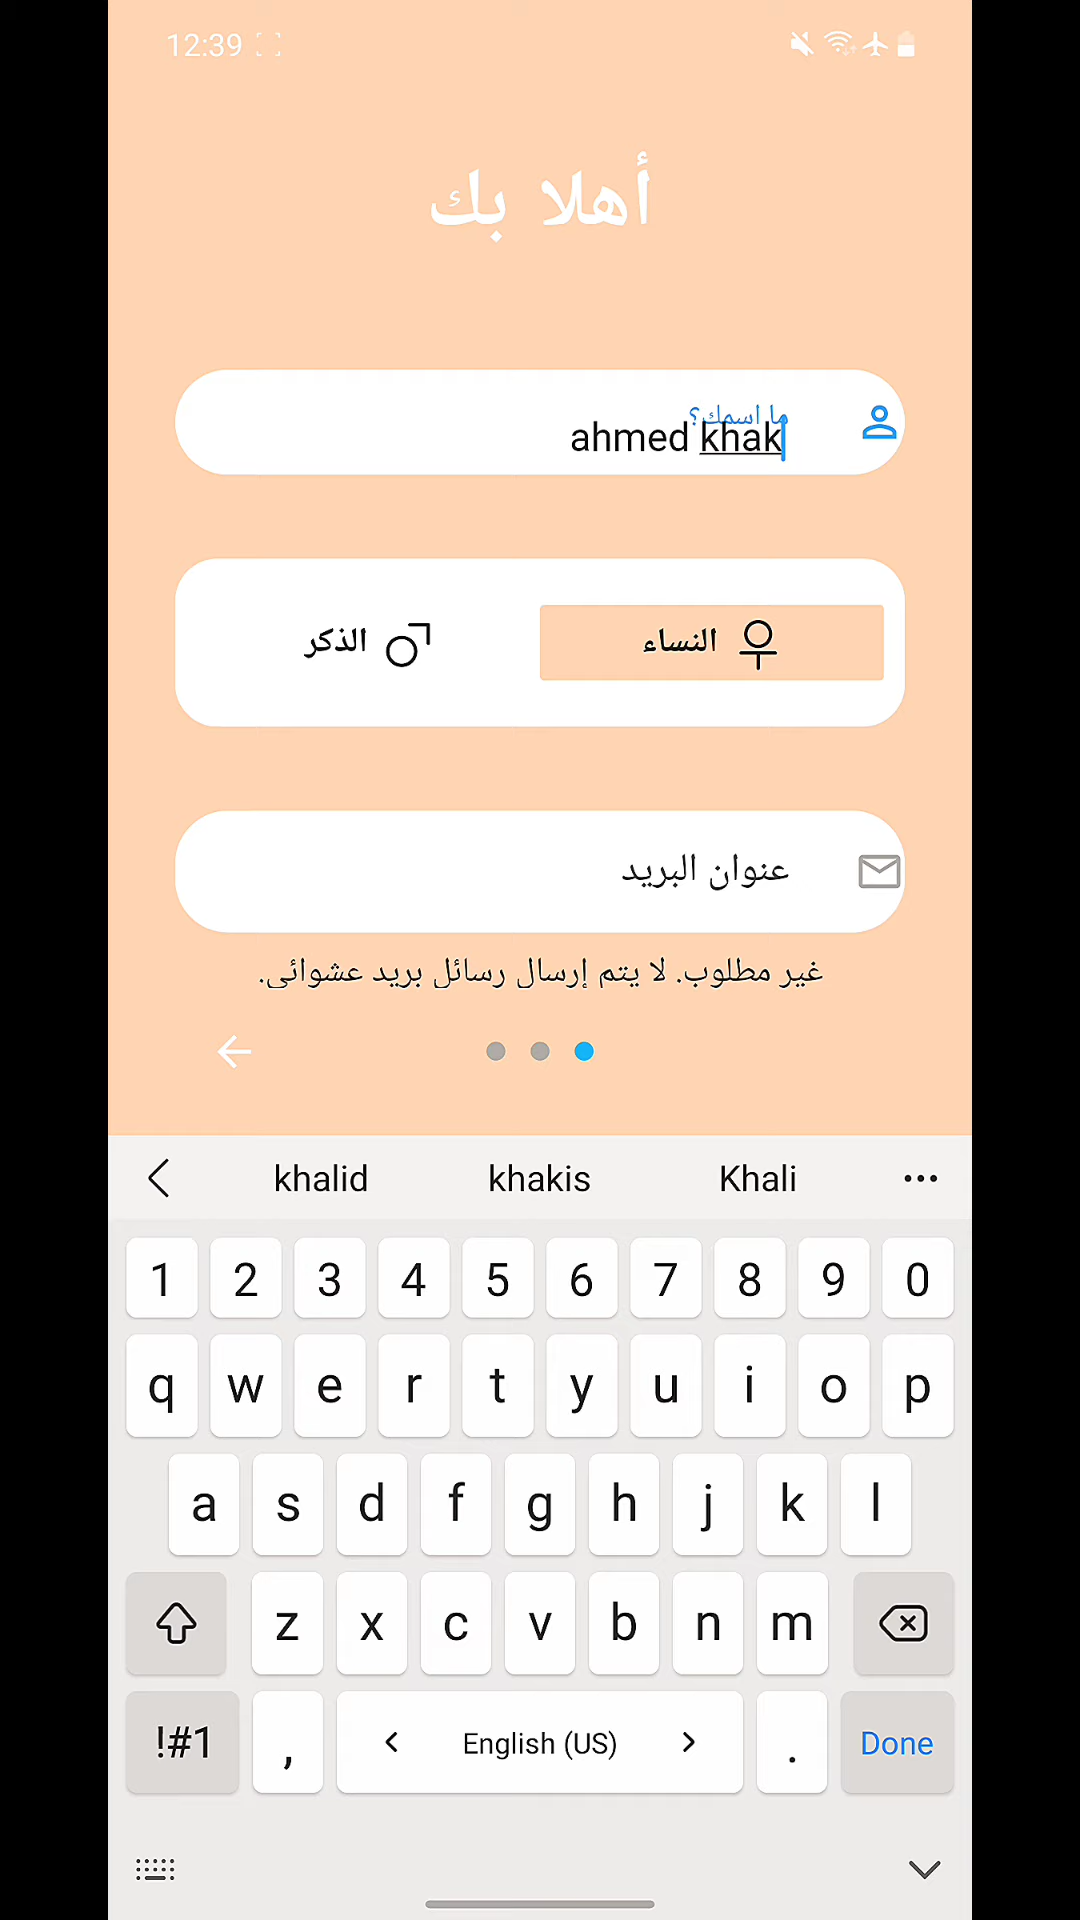 12:39
أهلا بك
ما اسمك؟
ahmed khak
النساء الذكر
عنوان البريد
غير مطلوب. لا يتم إرسال رسائل بريد عشوائي.
khalid khakis Khali
1 2 3 4 5 6 7 8 9 0
q w e r t y u i o p
a s d f g h j k l
z x c v b n m
!#1 , English (US) . Done